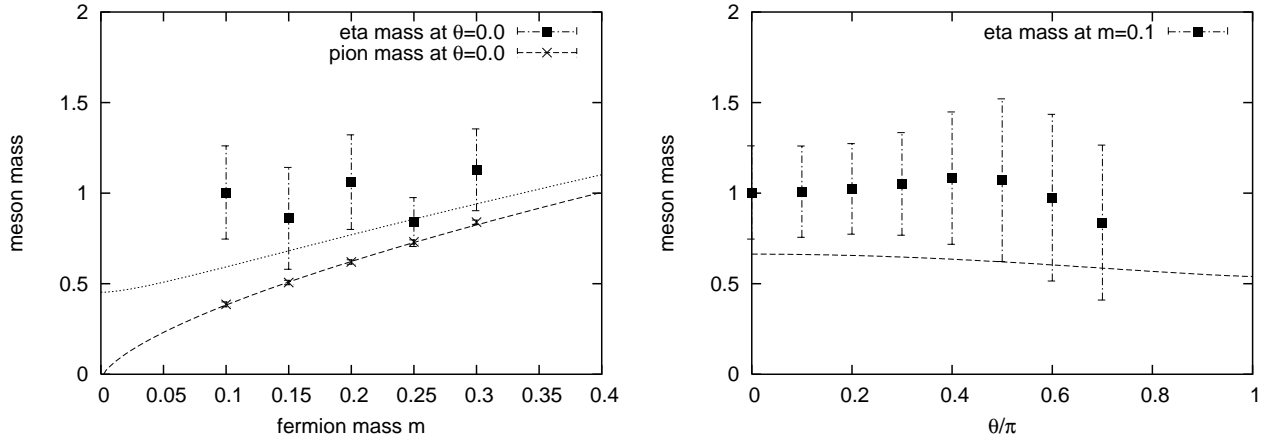 eta mass at θ=0.0
pion mass at θ=0.0
meson mass
2
1.5
1
0.5
0
0 0.05 0.1 0.15 0.2 0.25 0.3 0.35 0.4
fermion mass m
eta mass at m=0.1
meson mass
2
1.5
1
0.5
0
0 0.2 0.4 0.6 0.8 1
θ/π